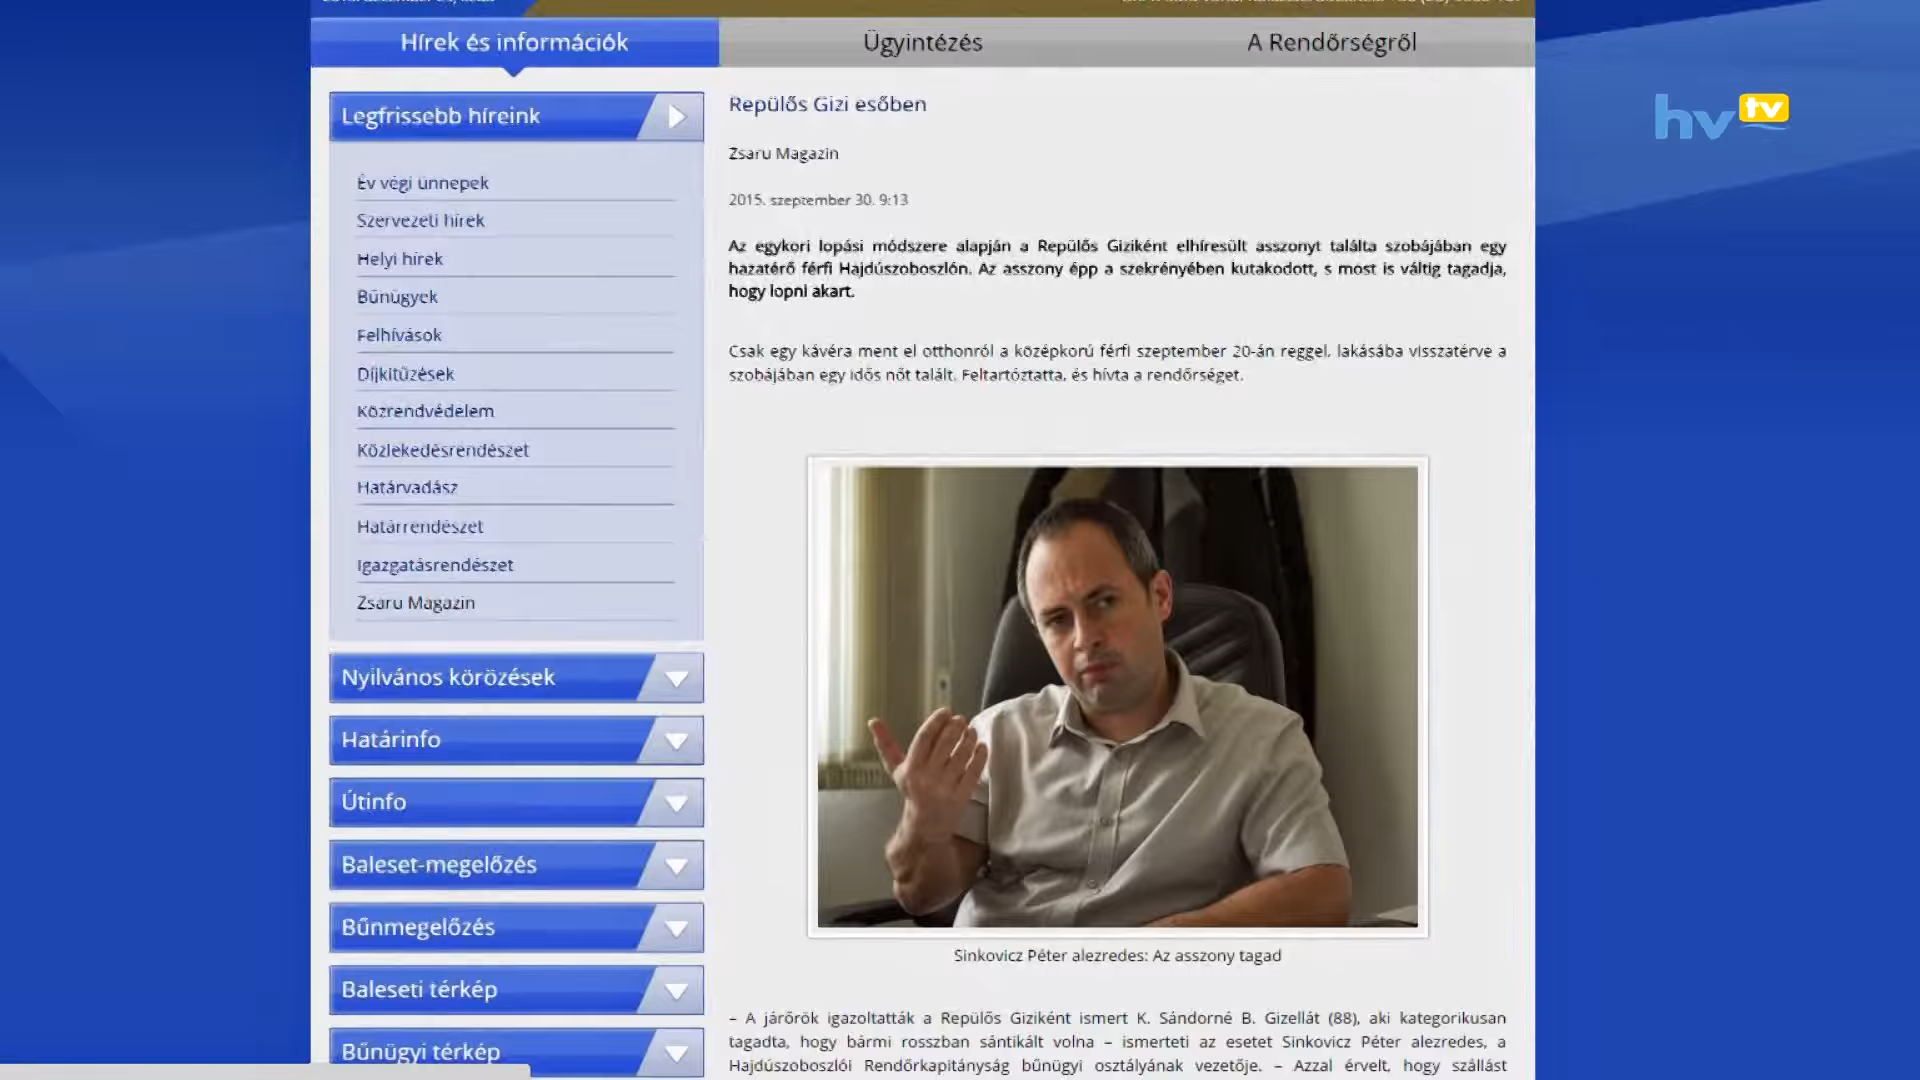 Hírek és információk
Ügyintézés
A Rendőrségről
hv tv
Legfrissebb híreink
Év végi ünnepek
Szervezeti hírek
Helyi hírek
Bűnügyek
Felhívások
Díjkitűzések
Közrendvédelem
Közlekedésrendészet
Határvadász
Határrendészet
Igazgatásrendészet
Zsaru Magazin
Nyilvános körözések
Határinfo
Útinfo
Baleset-megelőzés
Bűnmegelőzés
Baleseti térkép
Bűnügyi térkép
Repülős Gizi esőben
Zsaru Magazin
2015. szeptember 30. 9:13
Az egykori lopási módszere alapján a Repülős Giziként elhíresült asszonyt találta szobájában egy
hazatérő férfi Hajdúszoboszlón. Az asszony épp a szekrényében kutakodott, s most is váltig tagadja,
hogy lopni akart.
Csak egy kávéra ment el otthonról a középkorú férfi szeptember 20-án reggel, lakásába visszatérve a
szobájában egy idős nőt talált. Feltartóztatta, és hívta a rendőrséget.
Sinkovicz Péter alezredes: Az asszony tagad
– A járőrök igazoltatták a Repülős Giziként ismert K. Sándorné B. Gizellát (88), aki kategorikusan
tagadta, hogy bármi rosszban sántikált volna – ismerteti az esetet Sinkovicz Péter alezredes, a
Hajdúszoboszlói Rendőrkapitányság bűnügyi osztályának vezetője. – Azzal érvelt, hogy szállást